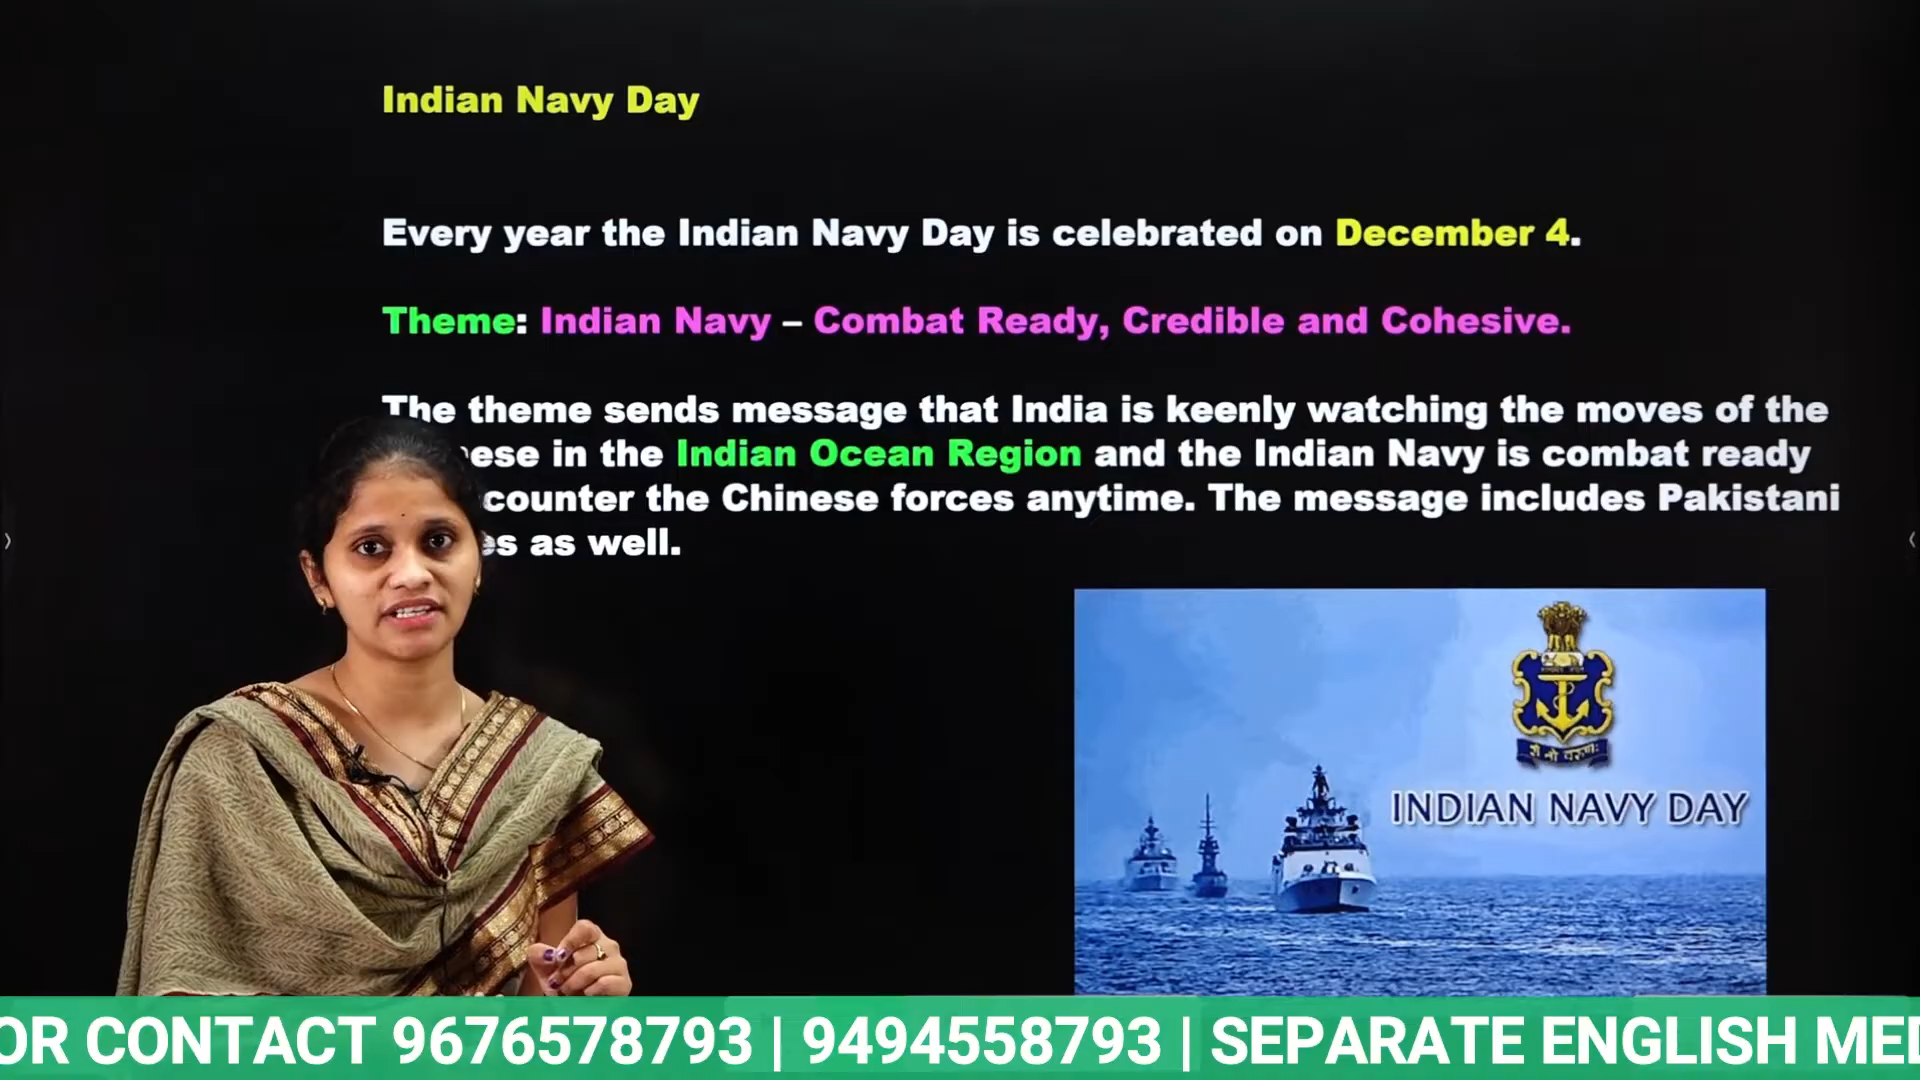 Indian Navy Day
Every year the Indian Navy Day is celebrated on December 4.
Theme: Indian Navy – Combat Ready, Credible and Cohesive.
The theme sends message that India is keenly watching the moves of the
in the Indian Ocean Region and the Indian Navy is combat ready
counter the Chinese forces anytime. The message includes Pakistani
as well.
INDIAN NAVY DAY
CONTACT 9676578793 | 9494558793 | SEPARATE ENGLISH